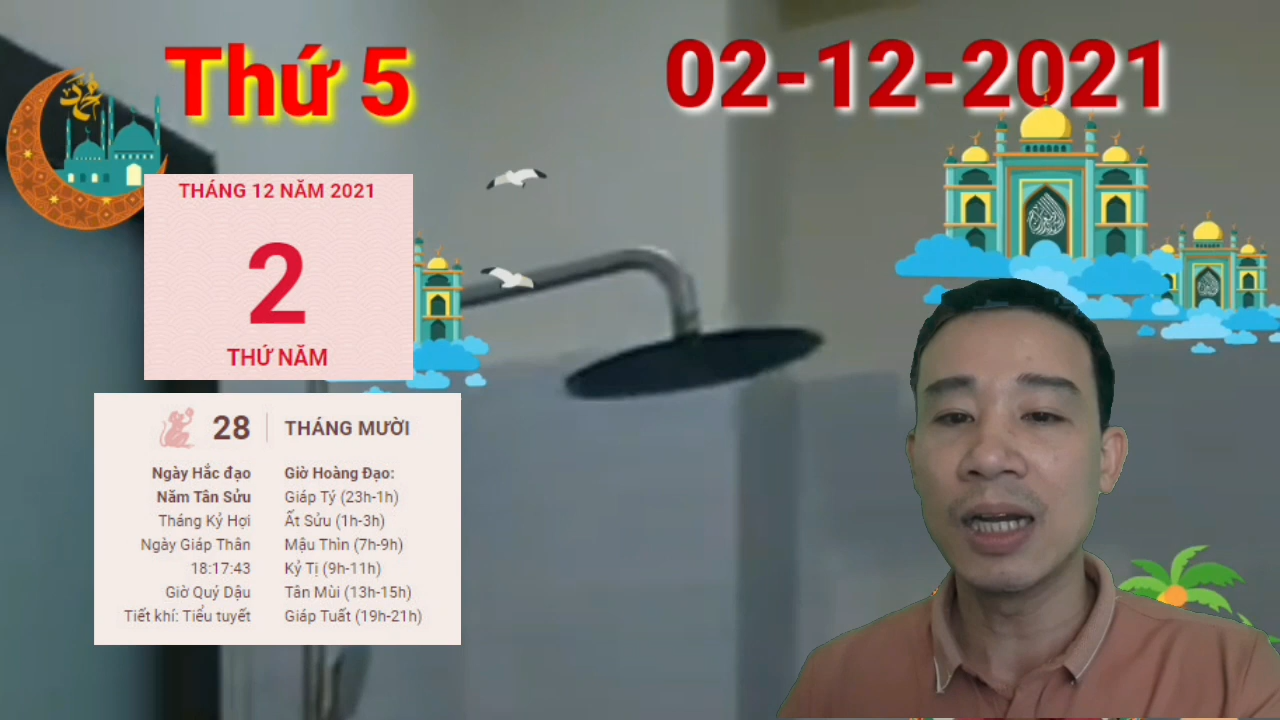 Thứ 5
02-12-2021
THÁNG 12 NĂM 2021
2
THỨ NĂM
28
THÁNG MƯỜI
Ngày Hắc đạo
Năm Tân Sửu
Tháng Kỷ Hợi
Ngày Giáp Thân
18:17:43
Giờ Quý Dậu
Tiết khí: Tiểu tuyết
Giờ Hoàng Đạo:
Giáp Tý (23h-1h)
Ất Sửu (1h-3h)
Mậu Thìn (7h-9h)
Kỷ Tị (9h-11h)
Tân Mùi (13h-15h)
Giáp Tuất (19h-21h)